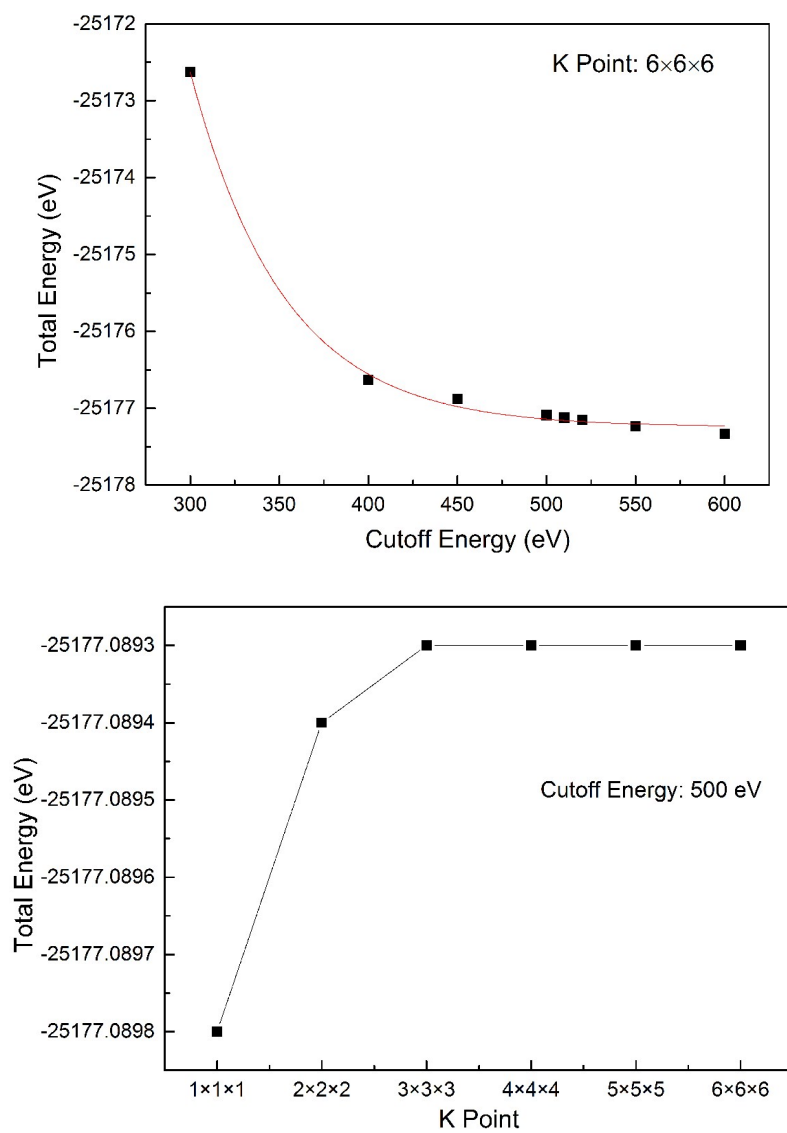 -25172
-25173
-25174
-25175
-25176
-25177
-25178
Total Energy (eV)
K Point: 6×6×6
300 350 400 450 500 550 600
Cutoff Energy (eV)
-25177.0893
-25177.0894
-25177.0895
-25177.0896
-25177.0897
-25177.0898
Total Energy (eV)
Cutoff Energy: 500 eV
1×1×1 2×2×2 3×3×3 4×4×4 5×5×5 6×6×6
K Point